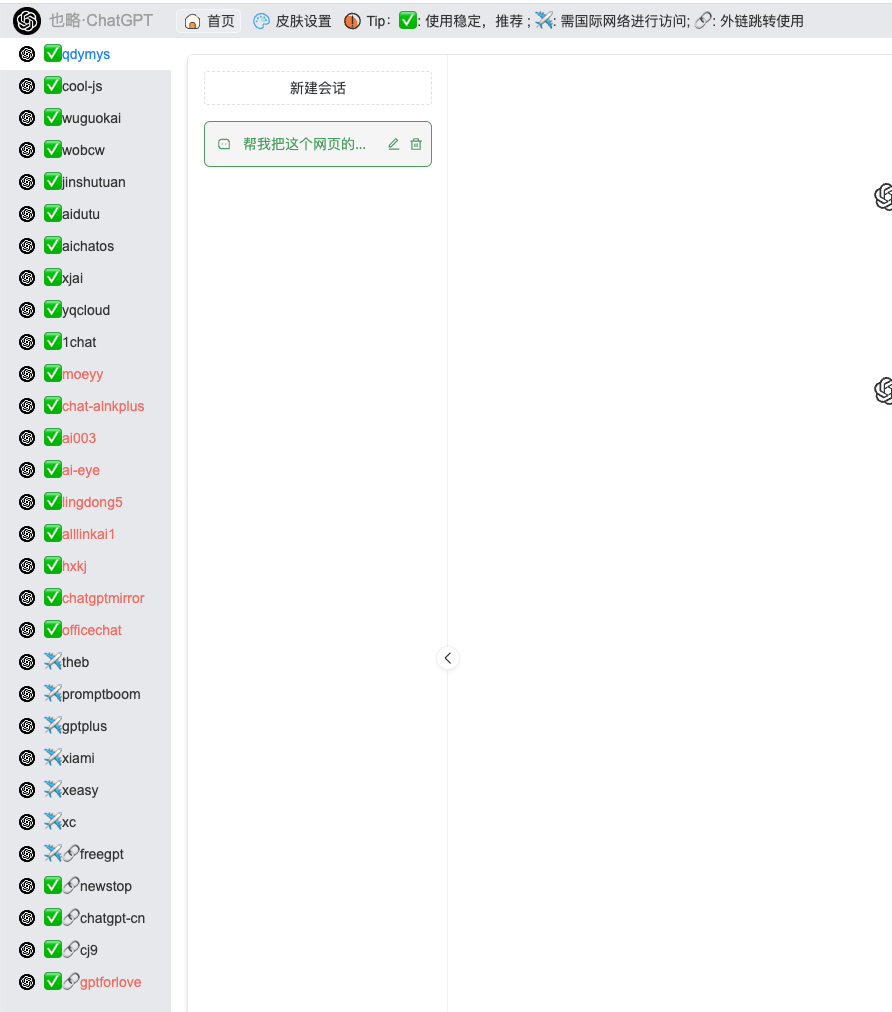 也略·ChatGPT 首页 皮肤设置 Tip: ✅: 使用稳定，推荐 ; ✈️: 需国际网络进行访问; 🔗: 外链跳转使用
✅qdymys
✅cool-js
✅wuguokai
✅wobcw
✅jinshutuan
✅aidutu
✅aichatos
✅xjai
✅yqcloud
✅1chat
✅moeyy
✅chat-alnkplus
✅ai003
✅ai-eye
✅lingdong5
✅alllinkai1
✅hxkj
✅chatgptmirror
✅officechat
✈️theb
✈️promptboom
✈️gptplus
✈️xiami
✈️xeasy
✈️xc
✈️🔗freegpt
✅🔗newstop
✅🔗chatgpt-cn
✅🔗cj9
✅🔗gptforlove
新建会话
帮我把这个网页的...